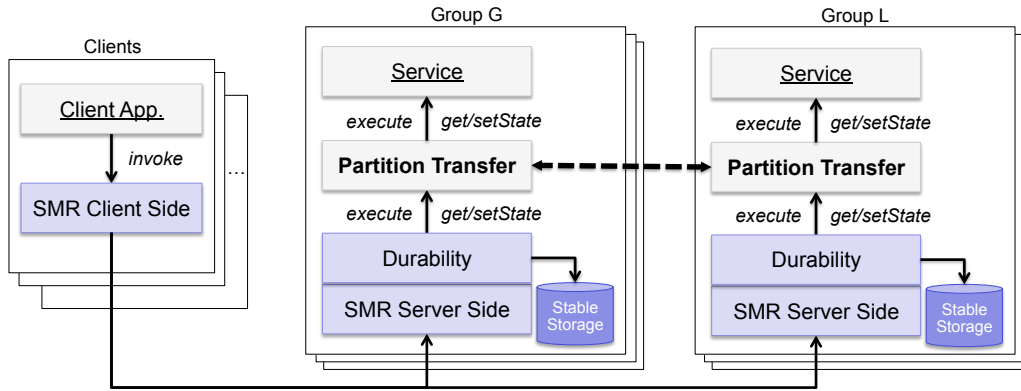 Clients
Client App.
invoke
SMR Client Side
...
Group G
Service
execute get/setState
Partition Transfer
execute get/setState
Durability
SMR Server Side
Stable
Storage
Group L
Service
execute get/setState
Partition Transfer
execute get/setState
Durability
SMR Server Side
Stable
Storage